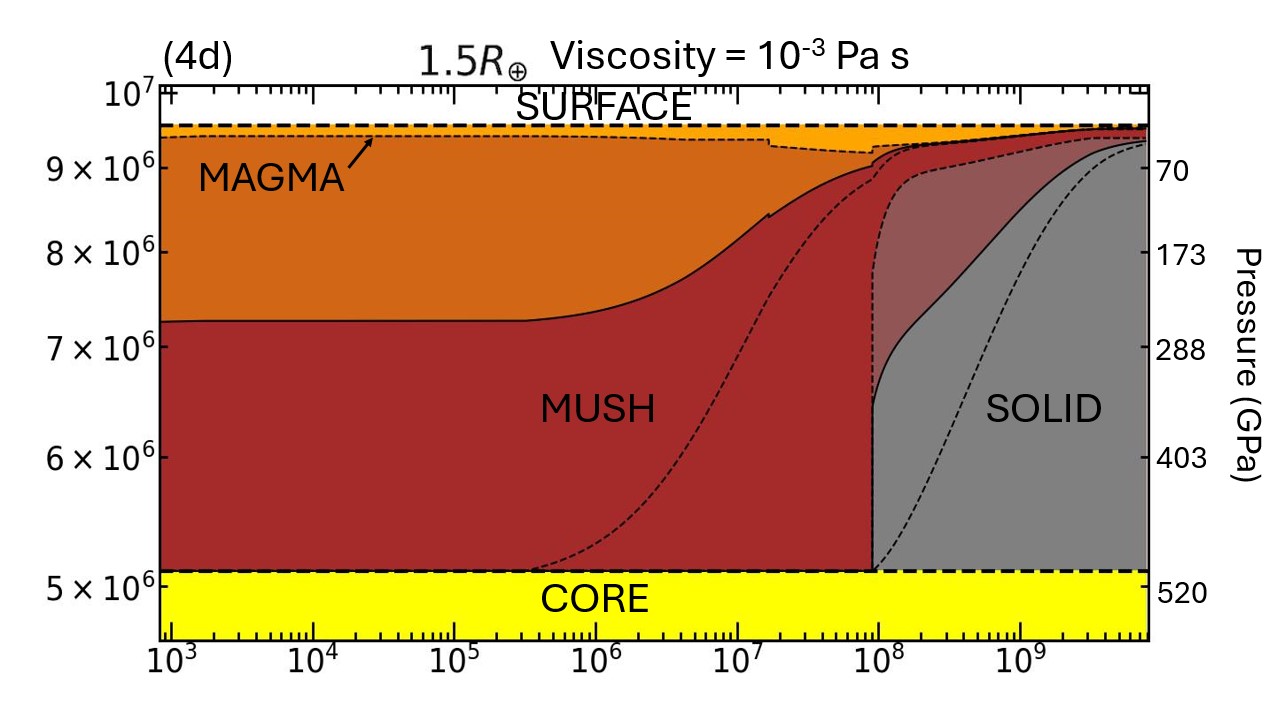 (4d) 1.5R⊕ Viscosity = 10⁻³ Pa s
10⁷
SURFACE
MAGMA
9 × 10⁶
70
8 × 10⁶
173
7 × 10⁶
288
MUSH
SOLID
6 × 10⁶
403
5 × 10⁶
520
CORE
Pressure (GPa)
10³ 10⁴ 10⁵ 10⁶ 10⁷ 10⁸ 10⁹